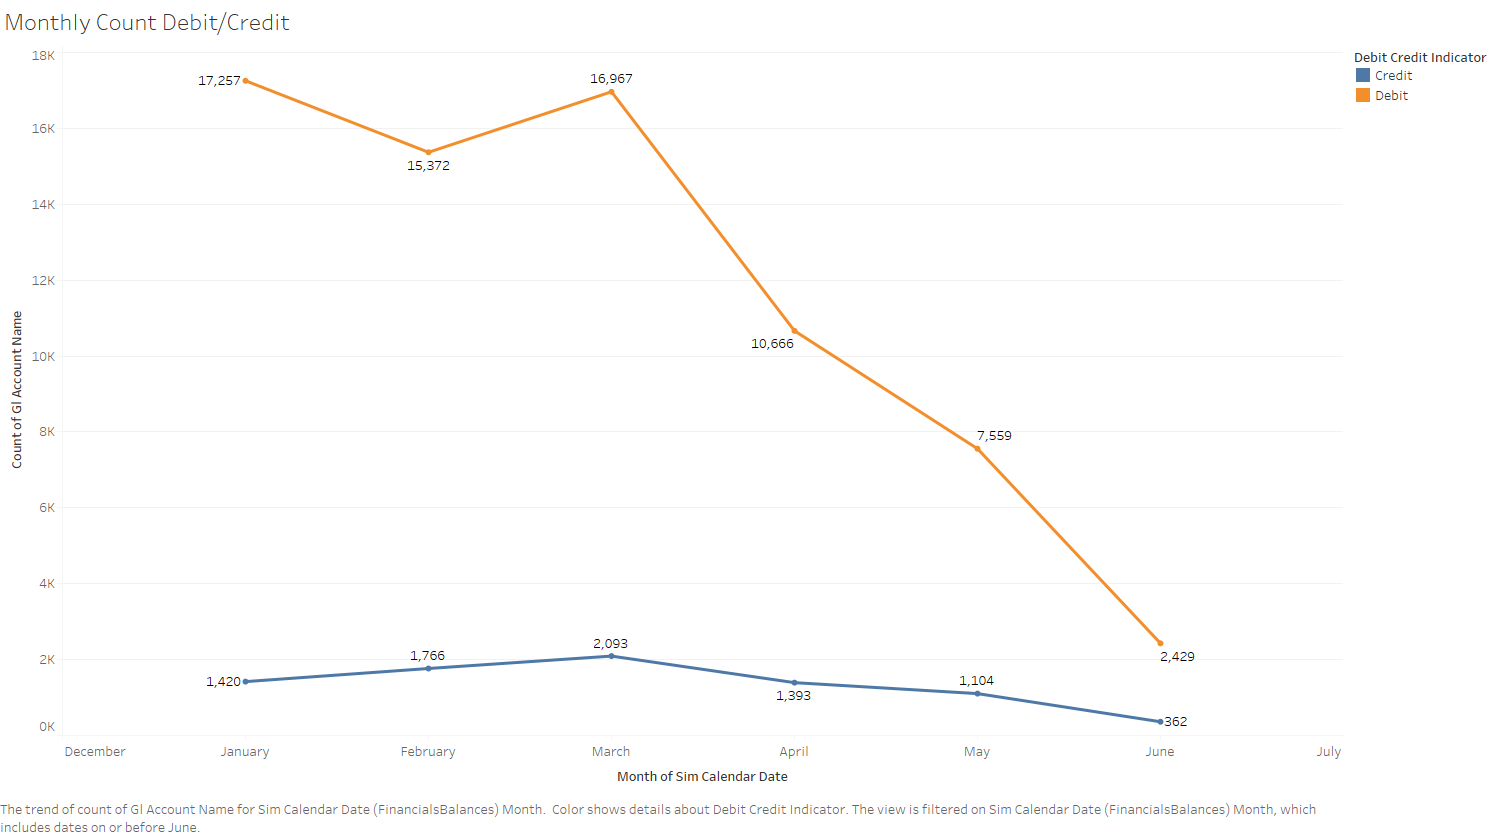 Monthly Count Debit/Credit
18K
16K
14K
12K
10K
8K
6K
4K
2K
0K
Count of Gl Account Name
17,257
15,372
16,967
10,666
7,559
2,429
1,420
1,766
2,093
1,393
1,104
362
December
January
February
March
April
May
June
July
Month of Sim Calendar Date
Debit Credit Indicator
Credit
Debit
The trend of count of Gl Account Name for Sim Calendar Date (FinancialsBalances) Month.  Color shows details about Debit Credit Indicator. The view is filtered on Sim Calendar Date (FinancialsBalances) Month, which
includes dates on or before June.